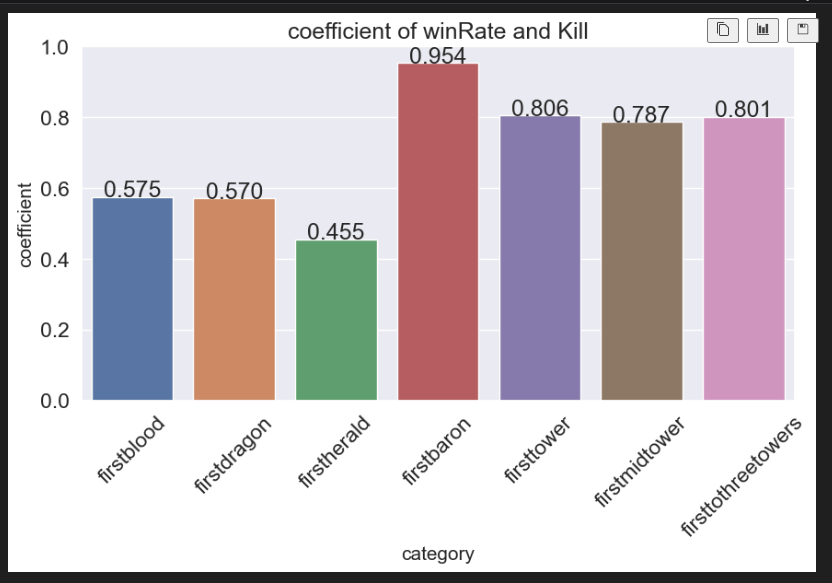 coefficient of winRate and Kill
1.0
0.8
0.6
0.4
0.2
0.0
coefficient
0.575
0.570
0.455
0.954
0.806
0.787
0.801
firstblood
firstdragon
firstherald
firstbaron
firsttower
firstmidtower
firsttothreetowers
category